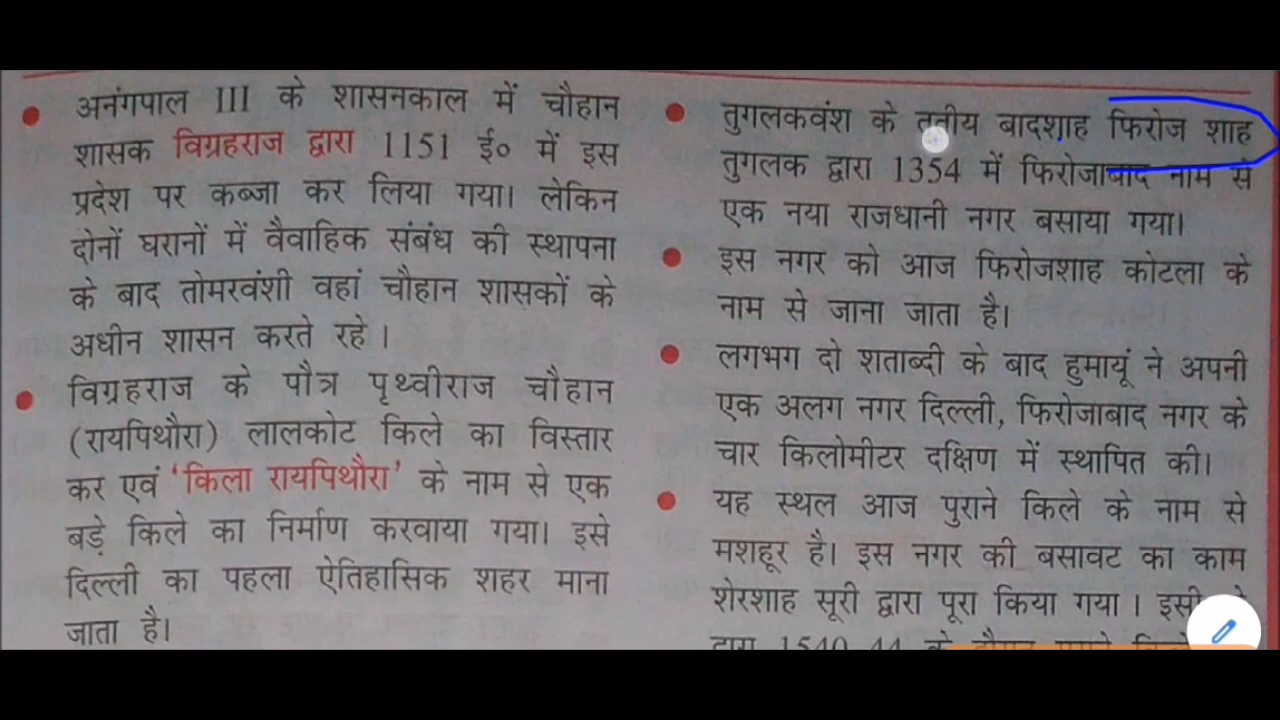 अनंगपाल III के शासनकाल में चौहान
शासक विग्रहराज द्वारा 1151 ई० में इस
प्रदेश पर कब्जा कर लिया गया। लेकिन
दोनों घरानों में वैवाहिक संबंध की स्थापना
के बाद तोमरवंशी वहां चौहान शासकों के
अधीन शासन करते रहे ।
विग्रहराज के पौत्र पृथ्वीराज चौहान
(रायपिथौरा) लालकोट किले का विस्तार
कर एवं ‘किला रायपिथौरा’ के नाम से एक
बड़े किले का निर्माण करवाया गया। इसे
दिल्ली का पहला ऐतिहासिक शहर माना
जाता है।
तुगलकवंश के तृतीय बादशाह फिरोज शाह
तुगलक द्वारा 1354 में फिरोजाबाद नाम से
एक नया राजधानी नगर बसाया गया।
इस नगर को आज फिरोजशाह कोटला के
नाम से जाना जाता है।
लगभग दो शताब्दी के बाद हुमायूं ने अपनी
एक अलग नगर दिल्ली, फिरोजाबाद नगर के
चार किलोमीटर दक्षिण में स्थापित की।
यह स्थल आज पुराने किले के नाम से
मशहूर है। इस नगर की बसावट का काम
शेरशाह सूरी द्वारा पूरा किया गया । इसी